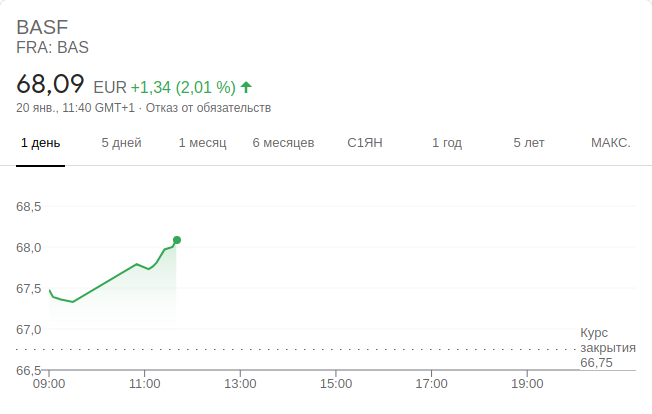 BASF
FRA: BAS
68,09 EUR +1,34 (2,01 %)
20 янв., 11:40 GMT+1 · Отказ от обязательств
1 день 5 дней 1 месяц 6 месяцев С1ЯН 1 год 5 лет МАКС.
68,5
68,0
67,5
67,0
Курс
закрытия
66,75
66,5
09:00 11:00 13:00 15:00 17:00 19:00